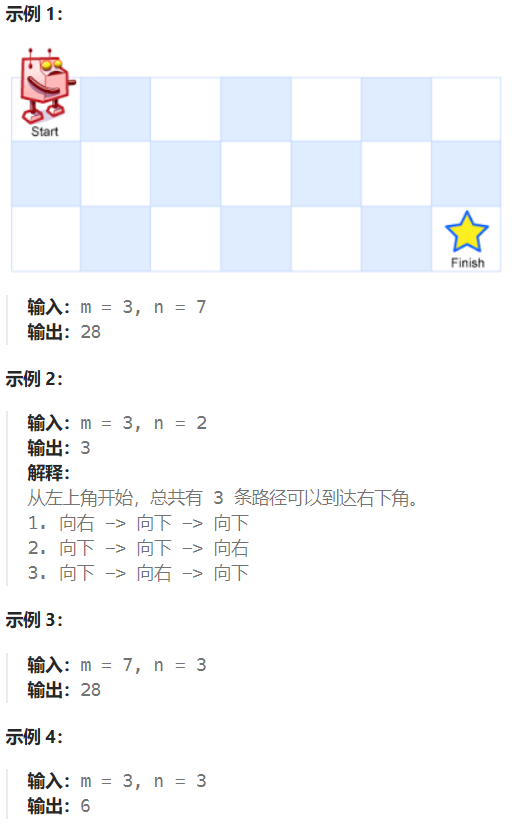 示例 1：
Start
Finish
输入：m = 3, n = 7
输出：28
示例 2：
输入：m = 3, n = 2
输出：3
解释：
从左上角开始，总共有 3 条路径可以到达右下角。
1. 向右 -> 向下 -> 向下
2. 向下 -> 向下 -> 向右
3. 向下 -> 向右 -> 向下
示例 3：
输入：m = 7, n = 3
输出：28
示例 4：
输入：m = 3, n = 3
输出：6